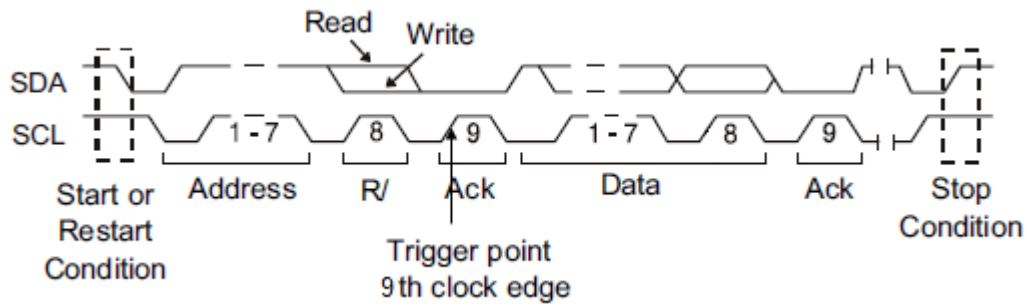 Read
Write
SDA
SCL
1 - 7
8
9
1 - 7
8
9
Address
R/
Ack
Data
Ack
Start or
Restart
Condition
Stop
Condition
Trigger point
9th clock edge